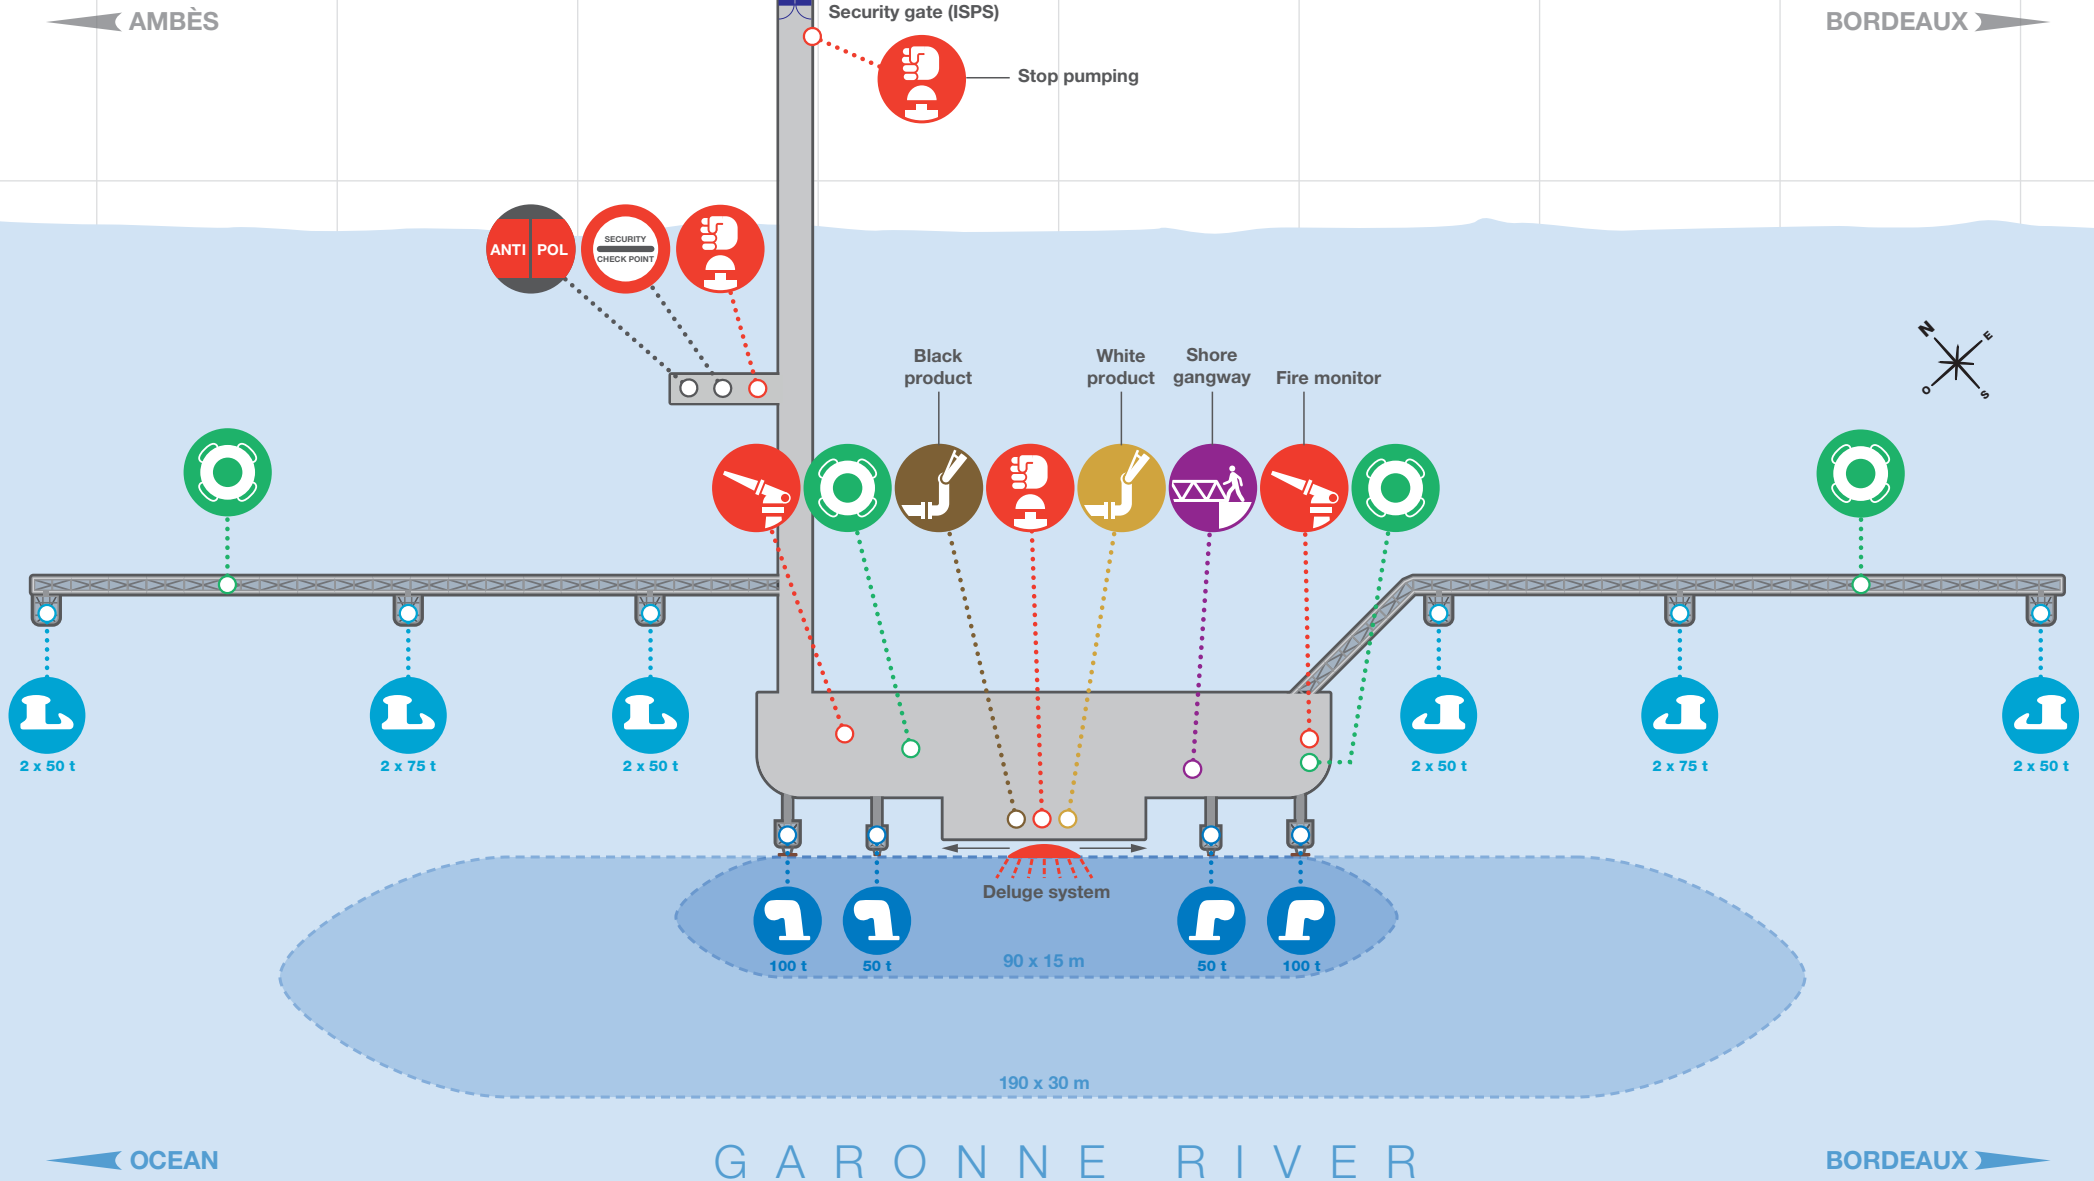 AMBÈS
Security gate (ISPS)
BORDEAUX
Stop pumping
ANTI POL
SECURITY
CHECK POINT
N
E
O
S
Black
product
White
product
Shore
gangway
Fire monitor
2 x 50 t
2 x 75 t
2 x 50 t
2 x 50 t
2 x 75 t
2 x 50 t
Deluge system
100 t
50 t
90 x 15 m
50 t
100 t
190 x 30 m
OCEAN
GARONNE RIVER
BORDEAUX